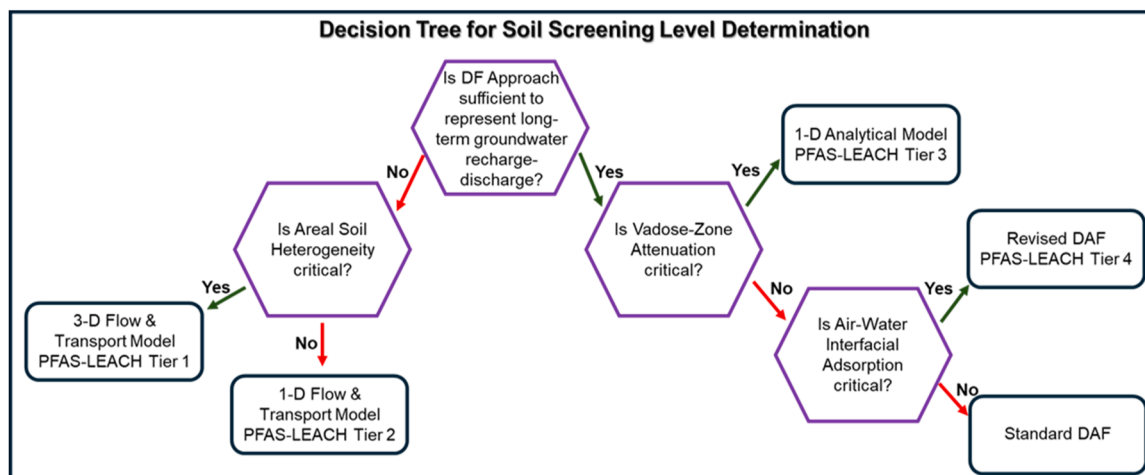 Decision Tree for Soil Screening Level Determination
Is DF Approach
sufficient to
represent long-
term groundwater
recharge-
discharge?
No
Yes
Is Areal Soil
Heterogeneity
critical?
Yes
3-D Flow &
Transport Model
PFAS-LEACH Tier 1
No
1-D Flow &
Transport Model
PFAS-LEACH Tier 2
Is Vadose-Zone
Attenuation
critical?
Yes
1-D Analytical Model
PFAS-LEACH Tier 3
No
Is Air-Water
Interfacial
Adsorption
critical?
Yes
Revised DAF
PFAS-LEACH Tier 4
No
Standard DAF